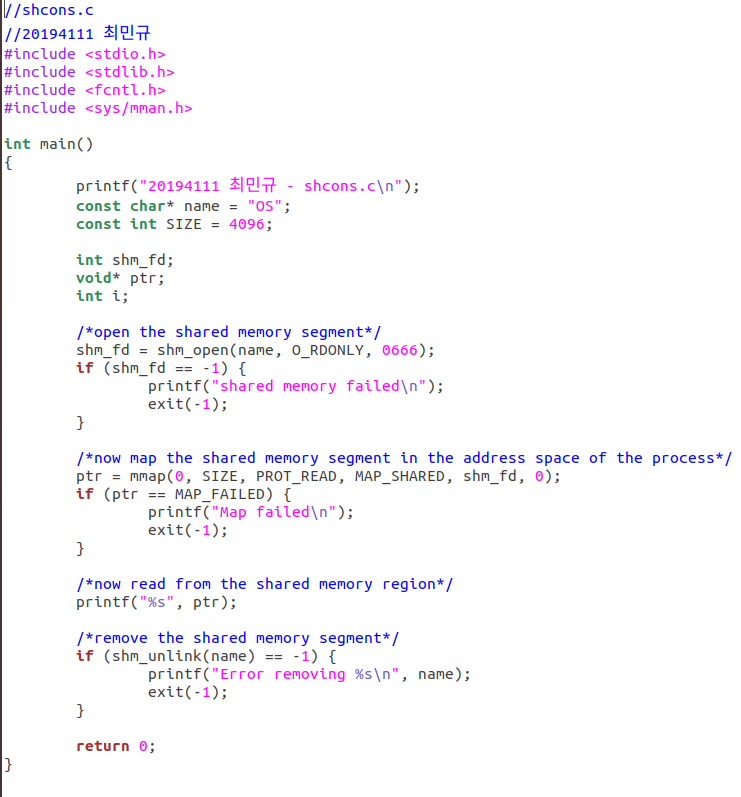 //shcons.c
//20194111 최민규
#include <stdio.h>
#include <stdlib.h>
#include <fcntl.h>
#include <sys/mman.h>

int main()
{
        printf("20194111 최민규 - shcons.c\n");
        const char* name = "OS";
        const int SIZE = 4096;

        int shm_fd;
        void* ptr;
        int i;

        /*open the shared memory segment*/
        shm_fd = shm_open(name, O_RDONLY, 0666);
        if (shm_fd == -1) {
                printf("shared memory failed\n");
                exit(-1);
        }

        /*now map the shared memory segment in the address space of the process*/
        ptr = mmap(0, SIZE, PROT_READ, MAP_SHARED, shm_fd, 0);
        if (ptr == MAP_FAILED) {
                printf("Map failed\n");
                exit(-1);
        }

        /*now read from the shared memory region*/
        printf("%s", ptr);

        /*remove the shared memory segment*/
        if (shm_unlink(name) == -1) {
                printf("Error removing %s\n", name);
                exit(-1);
        }

        return 0;
}